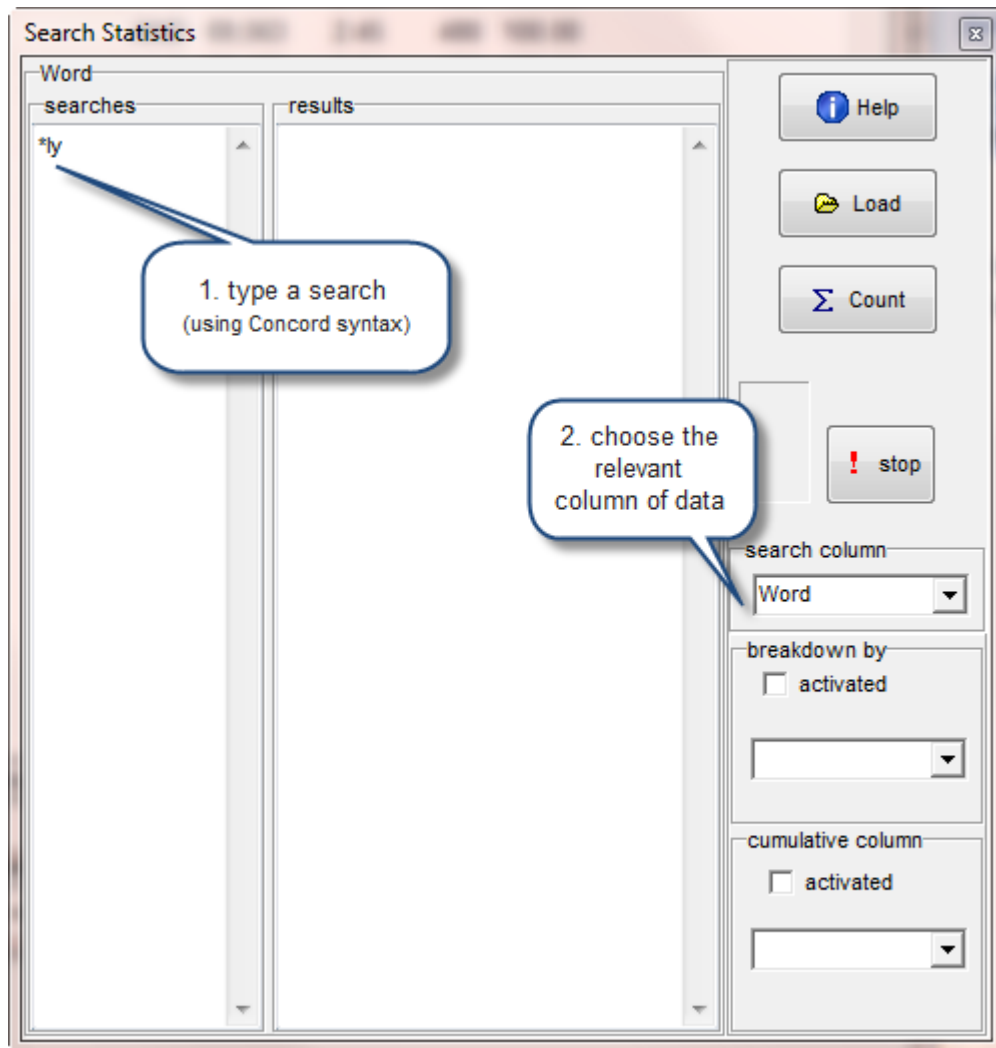 Search Statistics
Word
searches
results
*ly
1. type a search
(using Concord syntax)
Help
Load
Σ Count
2. choose the
relevant
column of data
! stop
search column
Word
breakdown by
activated
cumulative column
activated